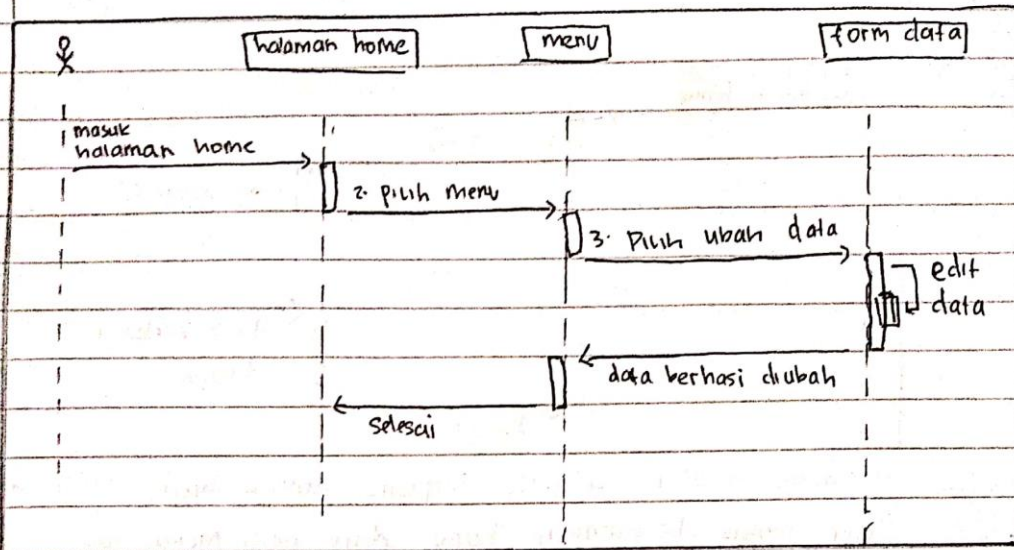 halaman home
menu
form data
masuk
halaman home
2. pilih menu
3. Pilih ubah data
edit
data
data berhasi diubah
selesai